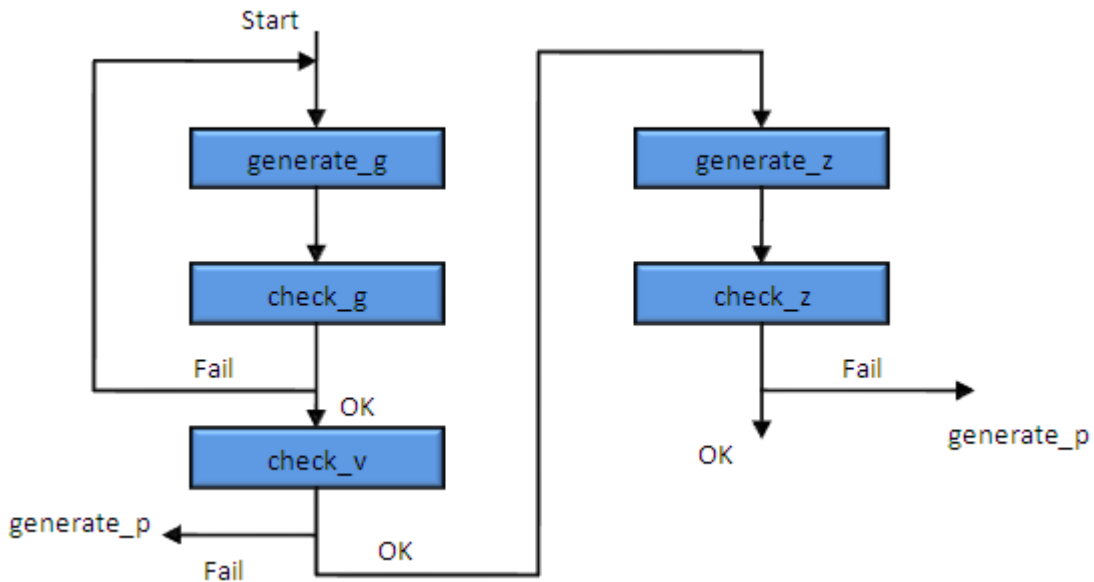 Start
generate_g
check_g
Fail
OK
check_v
generate_p
Fail
OK
generate_z
check_z
Fail
OK
generate_p